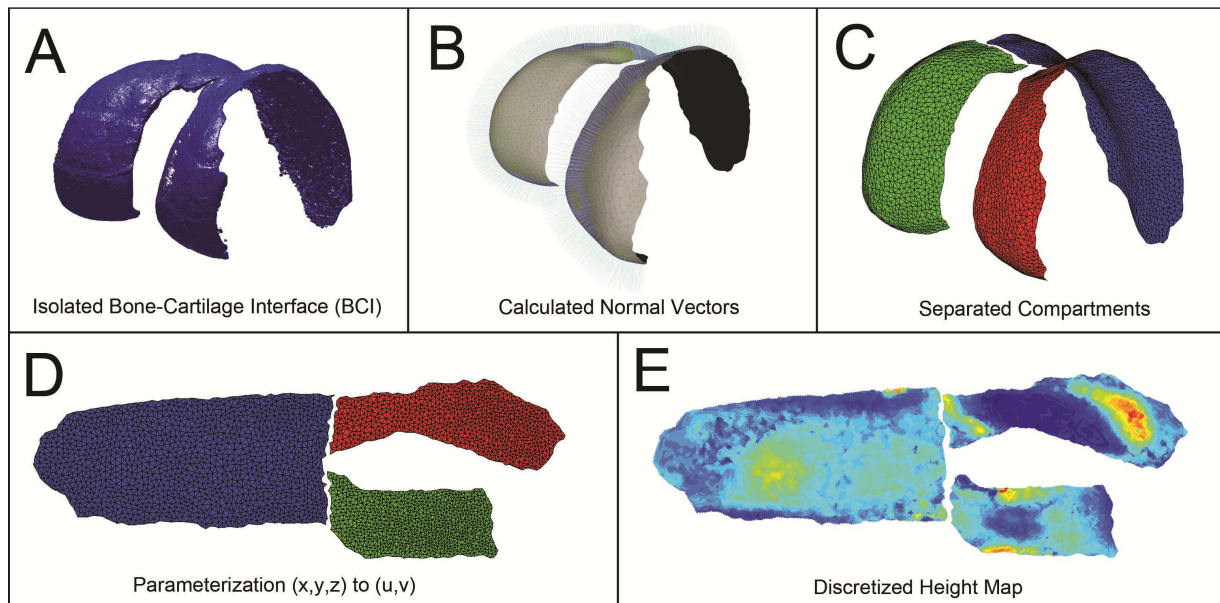 A
Isolated Bone-Cartilage Interface (BCI)
B
Calculated Normal Vectors
C
Separated Compartments
D
Parameterization (x,y,z) to (u,v)
E
Discretized Height Map